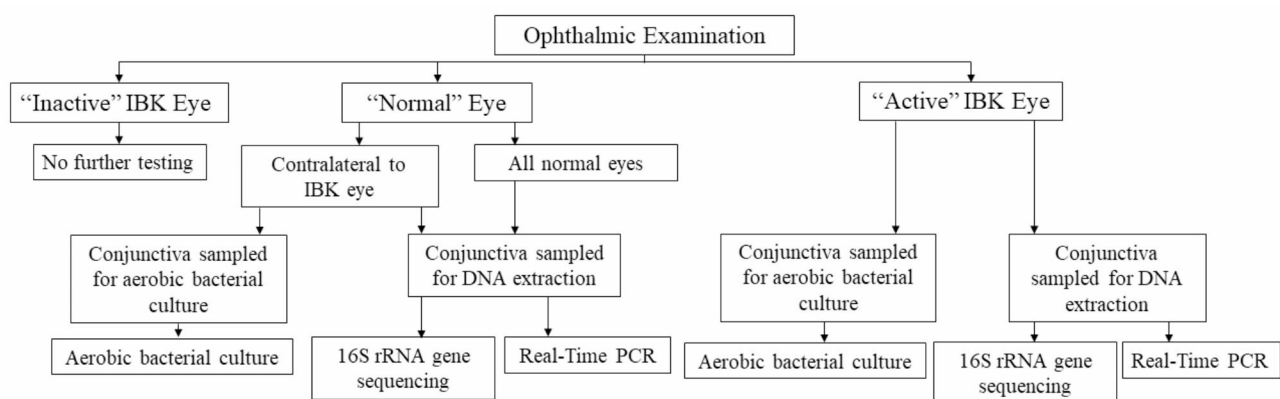 Ophthalmic Examination
“Inactive” IBK Eye
“Normal” Eye
“Active” IBK Eye
No further testing
Contralateral to
IBK eye
All normal eyes
Conjunctiva sampled
for aerobic bacterial
culture
Conjunctiva sampled
for DNA extraction
Conjunctiva sampled
for aerobic bacterial
culture
Conjunctiva
sampled for DNA
extraction
Aerobic bacterial culture
16S rRNA gene
sequencing
Real-Time PCR
Aerobic bacterial culture
16S rRNA gene
sequencing
Real-Time PCR